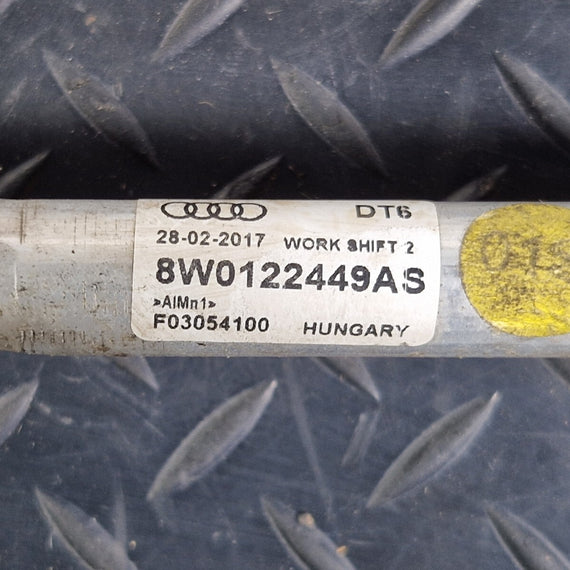 DT6
28-02-2017 WORK SHIFT 2
8W0122449AS
>AlMn1<
F03054100 HUNGARY